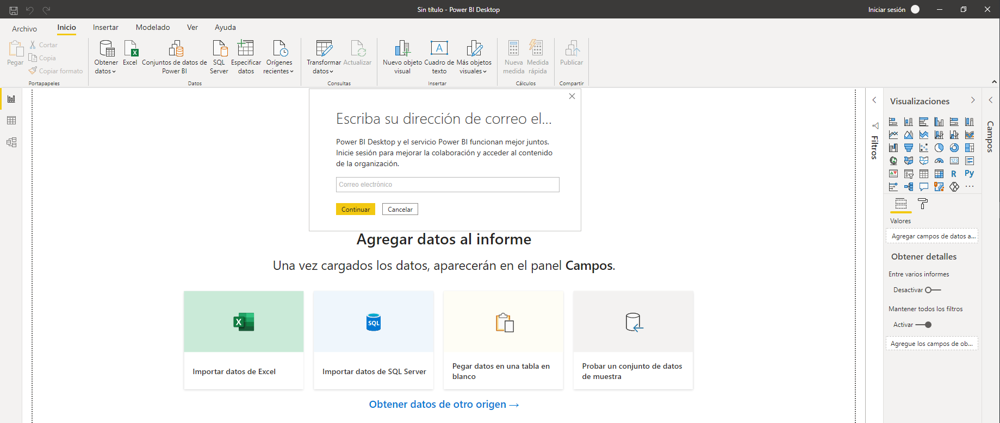 Sin título - Power BI Desktop
Iniciar sesión
Archivo
Inicio
Insertar
Modelado
Ver
Ayuda
Pegar
Cortar
Copia
Copiar formato
Portapapeles
Obtener
datos
Excel
Conjuntos de datos de
Power BI
SQL
Server
Especificar
datos
Orígenes
recientes
Datos
Transformar
datos
Actualizar
Consultas
Nuevo objeto
visual
A
Cuadro de
texto
Más objetos
visuales
Insertar
Nueva
medida
Medida
rápida
Cálculos
Publicar
Compartir
Escriba su dirección de correo el...
Power BI Desktop y el servicio Power BI funcionan mejor juntos.
Inicie sesión para mejorar la colaboración y acceder al contenido
de la organización.
Correo electrónico
Continuar
Cancelar
Agregar datos al informe
Una vez cargados los datos, aparecerán en el panel Campos.
X
Importar datos de Excel
SQL
Importar datos de SQL Server
Pegar datos en una tabla en
blanco
Probar un conjunto de datos
de muestra
Obtener datos de otro origen →
Filtros
Visualizaciones
123
R
Py
...
Valores
Agregar campos de datos a...
Obtener detalles
Entre varios informes
Desactivar
Mantener todos los filtros
Activar
Agregue los campos de ob...
Campos